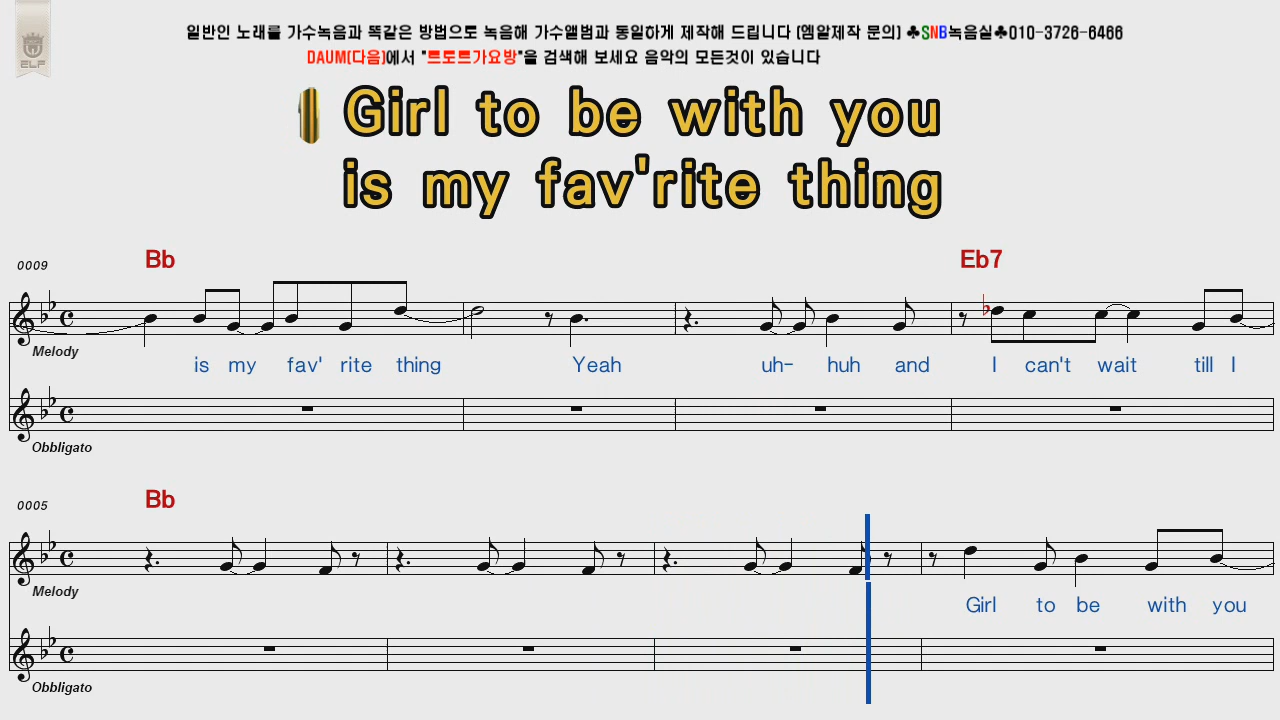 ELF
일반인 노래를 가수녹음과 똑같은 방법으로 녹음해 가수앨범과 동일하게 제작해 드립니다 (엠알제작 문의) ♣SNB녹음실♣010-3726-6466
DAUM(다음)에서 "트로트가요방"을 검색해 보세요 음악의 모든것이 있습니다
Girl to be with you
is my fav'rite thing
0009 Bb Eb7
Melody
is my fav' rite thing Yeah uh- huh and I can't wait till I
Obbligato
0005 Bb
Melody
Girl to be with you
Obbligato